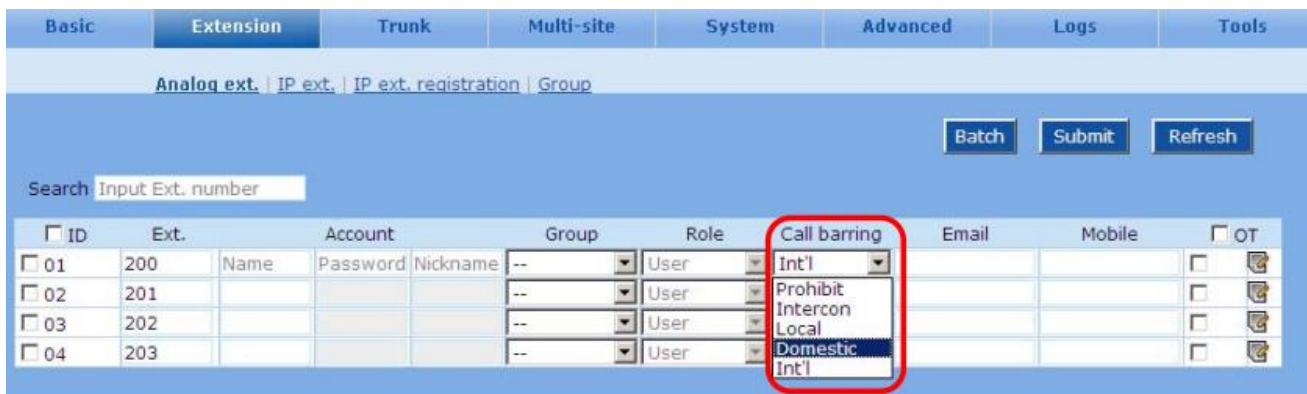 Basic Extension Trunk Multi-site System Advanced Logs Tools
Analog ext. | IP ext. | IP ext. registration | Group
Batch Submit Refresh
Search Input Ext. number
ID Ext. Account Group Role Call barring Email Mobile OT
01 200 Name Password Nickname -- User Int'l
02 201 -- User Prohibit
Intercon
03 202 -- User Local
04 203 -- User Domestic
Int'l